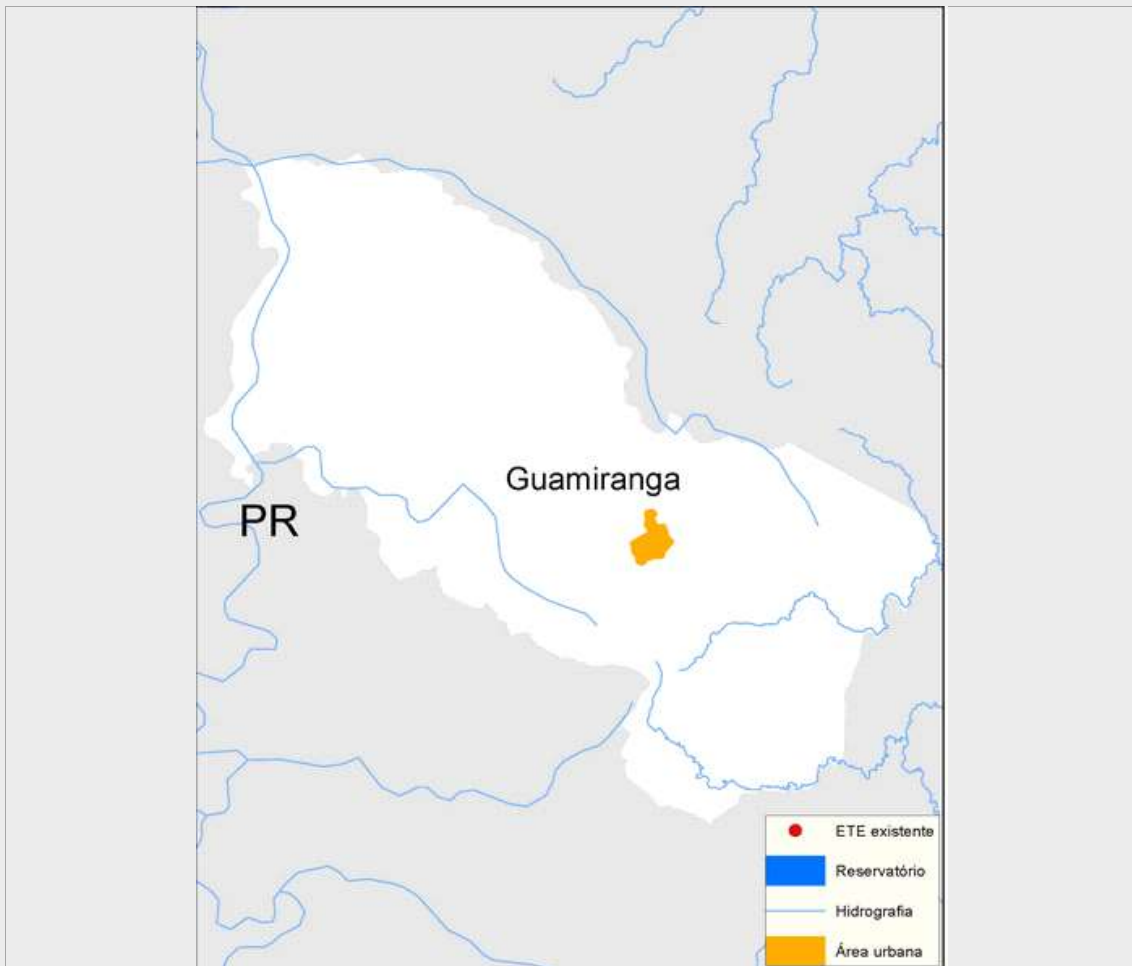 Guamiranga
PR
ETE existente
Reservatório
Hidrografia
Área urbana